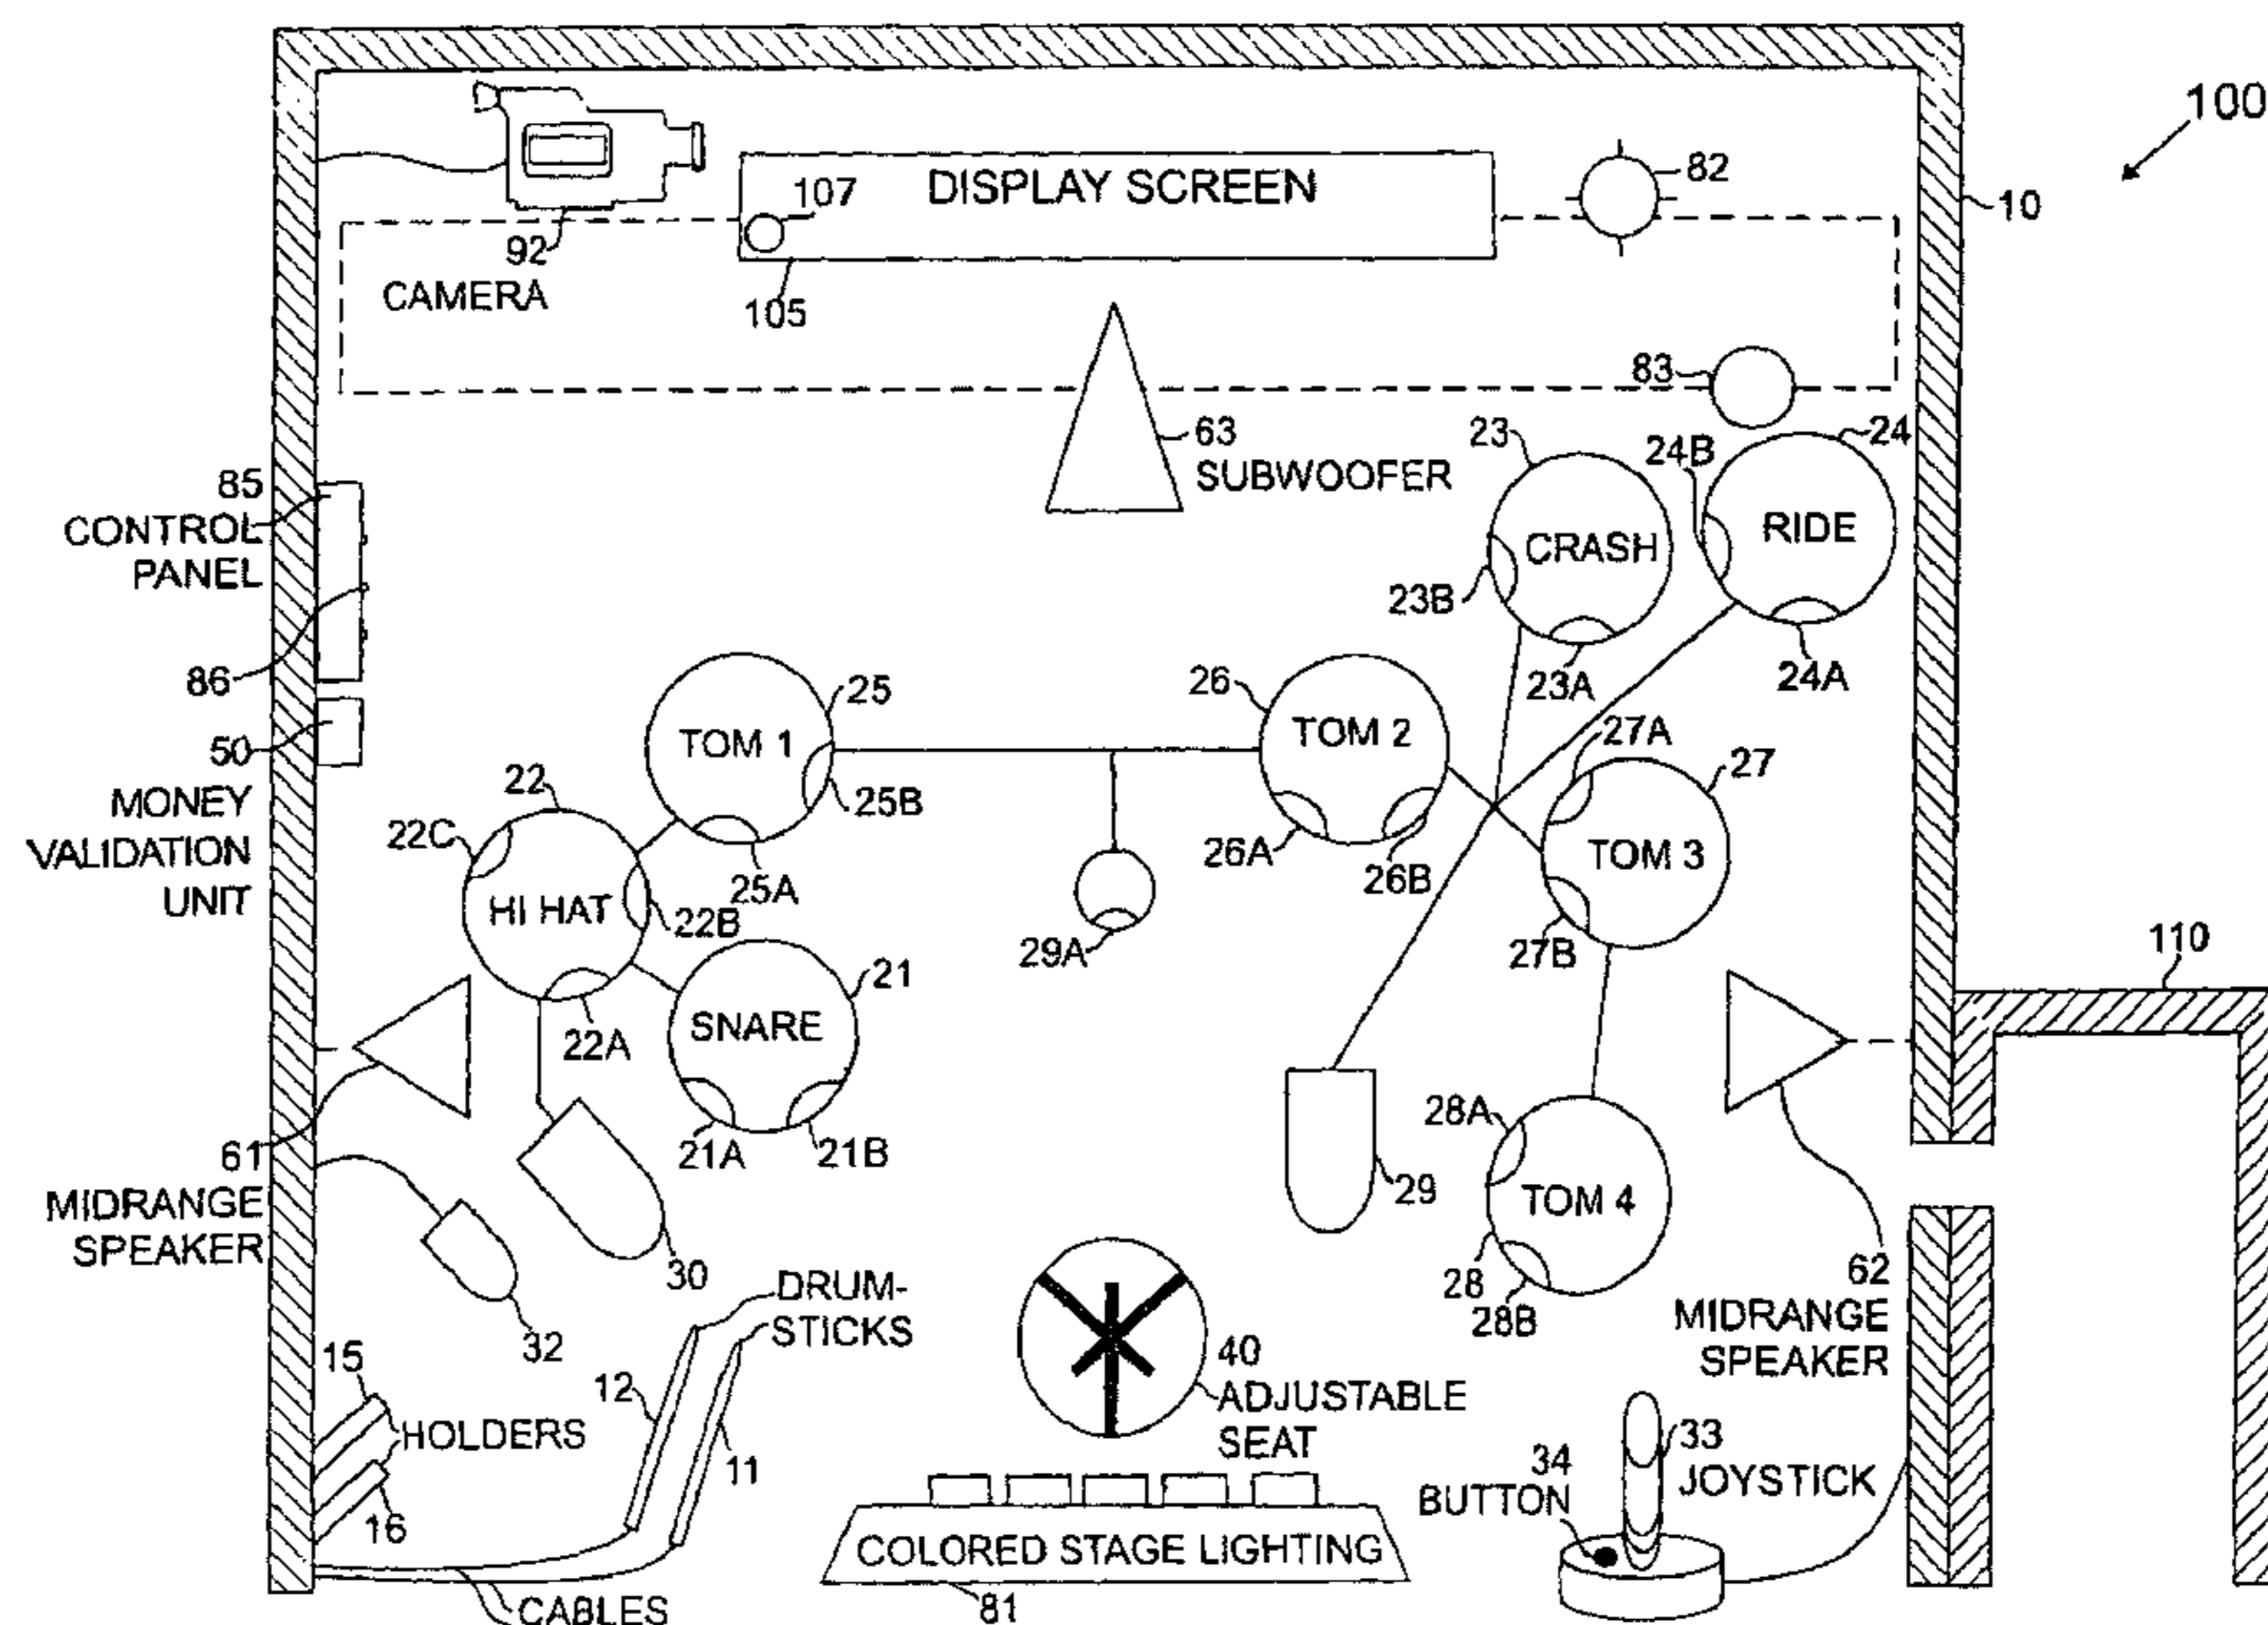 100
10
DISPLAY SCREEN
107
82
92
CAMERA
105
83
63
SUBWOOFER
23
24B
24
CRASH
RIDE
23B
23A
24A
85
CONTROL
PANEL
86
50
MONEY
VALIDATION
UNIT
25
TOM 1
25B
25A
26
TOM 2
26A
26B
27A
27
TOM 3
27B
22
22C
HI HAT
22B
22A
29A
21
SNARE
21A
21B
110
61
MIDRANGE
SPEAKER
30
32
29
28A
TOM 4
28
28B
62
MIDRANGE
SPEAKER
DRUM-
STICKS
12
11
15
HOLDERS
16
CABLES
40
ADJUSTABLE
SEAT
COLORED STAGE LIGHTING
81
34
BUTTON
33
JOYSTICK